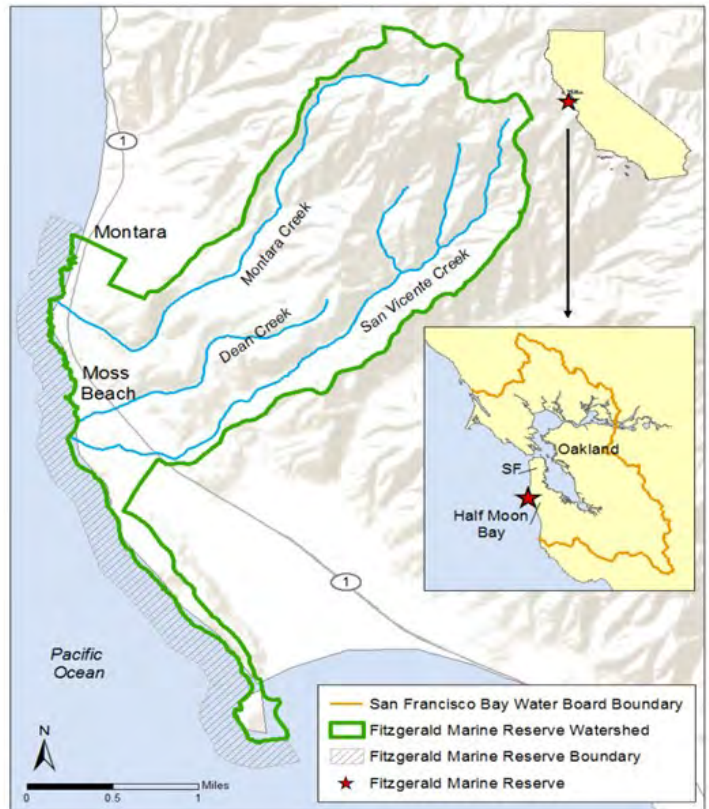 1
Montara
Montara Creek
Dean Creek
San Vicente Creek
Moss
Beach
Oakland
SF
Half Moon
Bay
1
Pacific
Ocean
N
0 0.5 1 Miles
San Francisco Bay Water Board Boundary
Fitzgerald Marine Reserve Watershed
Fitzgerald Marine Reserve Boundary
Fitzgerald Marine Reserve